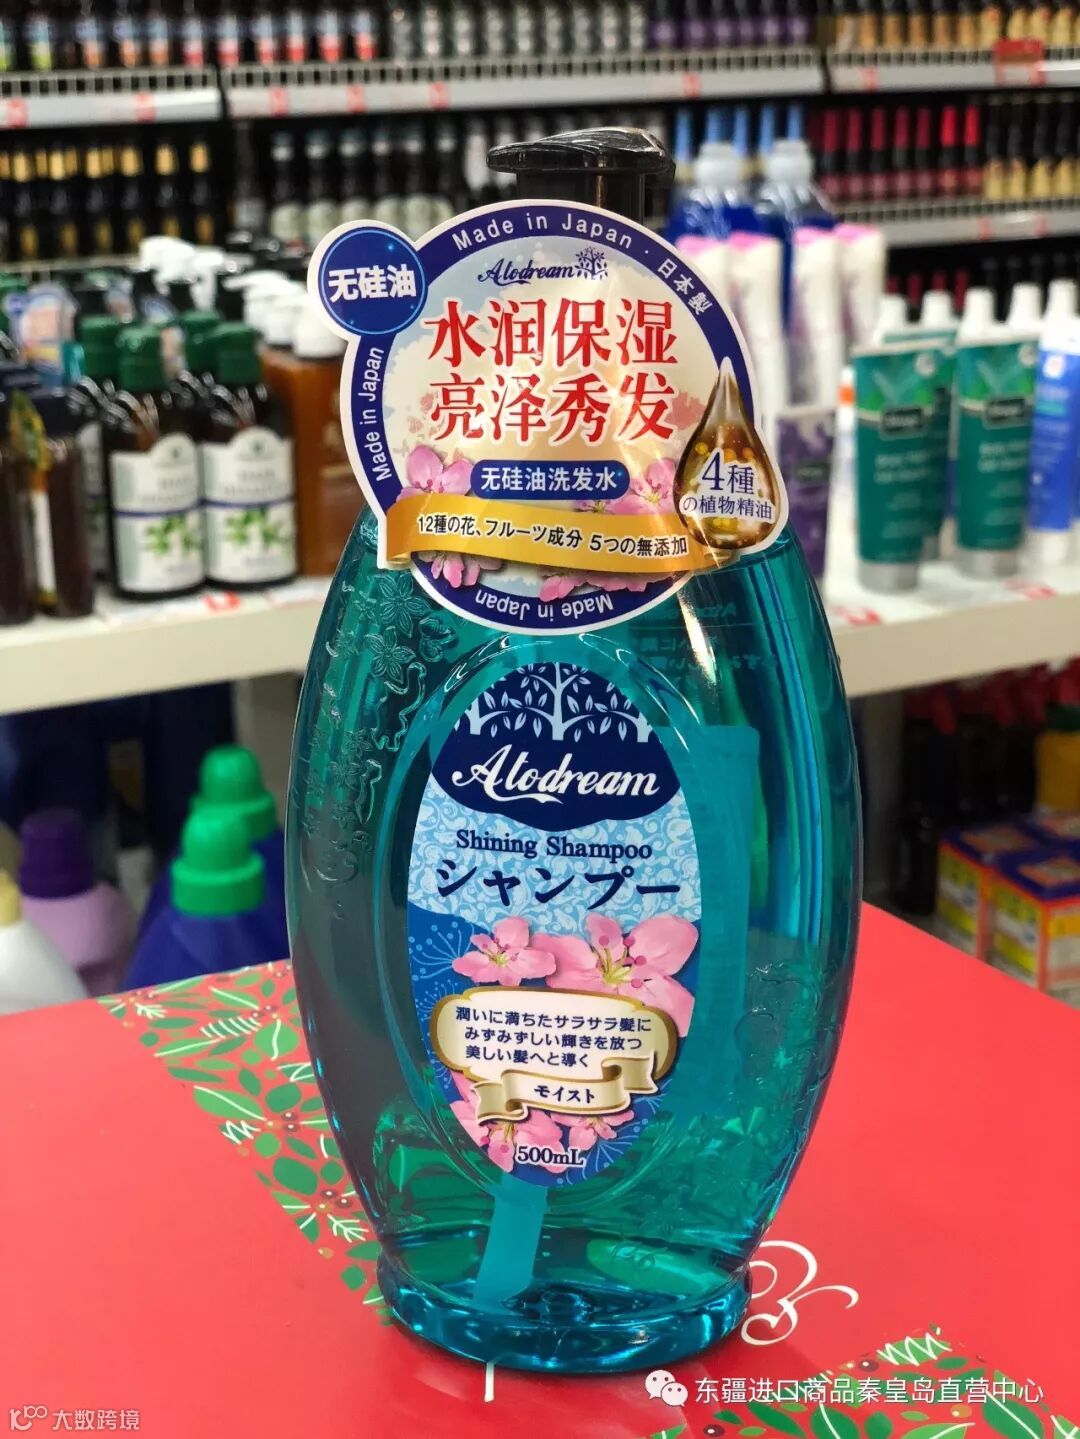 Made in Japan · 日本製
无硅油
Atodream
水润保湿
亮泽秀发
Made in Japan
无硅油洗发水
4種
の植物精油
12種の花、フルーツ成分 5つの無添加
Made in Japan
Atodream
Shining Shampoo
シャンプー
潤いに満ちたサラサラ髪に
みずみずしい輝きを放つ
美しい髪へと導く
モイスト
500mL
东疆进口商品秦皇岛直营中心
大数跨境